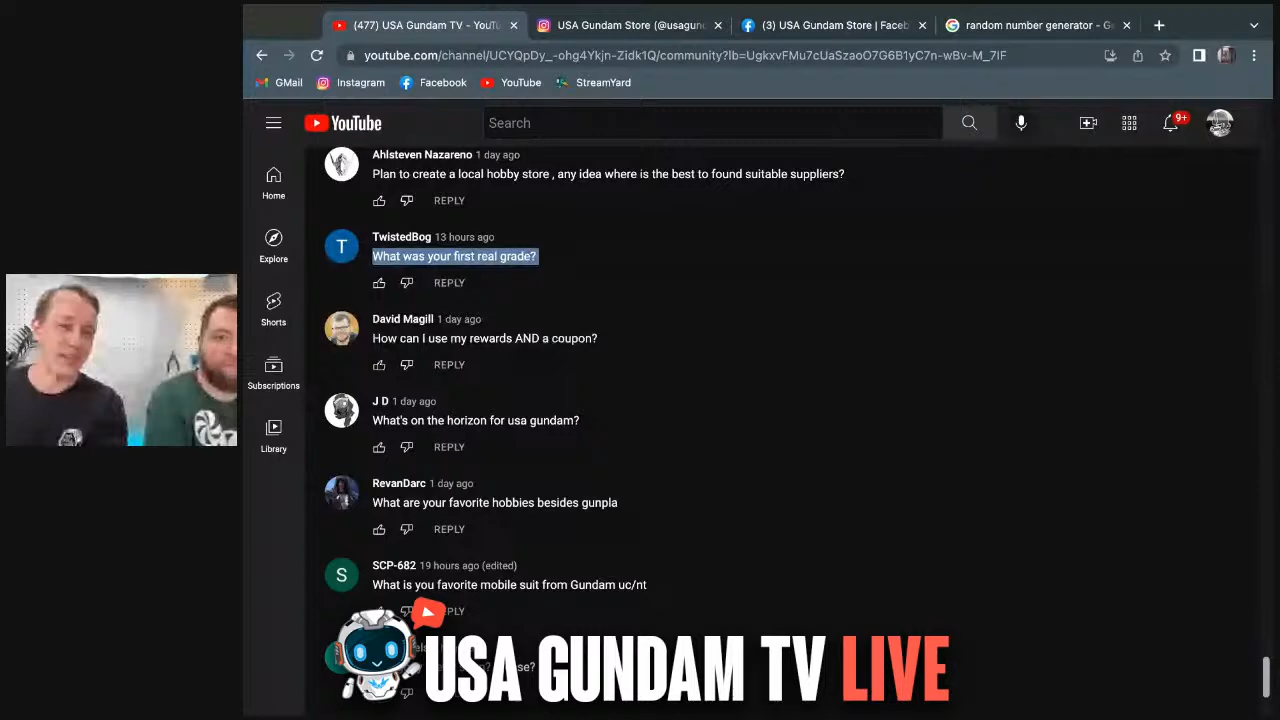 (477) USA Gundam TV - YouTu
USA Gundam Store (@usagun
(3) USA Gundam Store | Faceb
random number generator - G
youtube.com/channel/UCYQpDy_-ohg4Ykjn-Zidk1Q/community?lb=UgkxvFMu7cUaSzaoO7G6B1yC7n-wBv-M_7IF
GMail
Instagram
Facebook
YouTube
StreamYard
YouTube
Search
9+
Home
Explore
Shorts
Subscriptions
Library
Ahlsteven Nazareno 1 day ago
Plan to create a local hobby store , any idea where is the best to found suitable suppliers?
REPLY
T
TwistedBog 13 hours ago
What was your first real grade?
REPLY
David Magill 1 day ago
How can I use my rewards AND a coupon?
REPLY
J D 1 day ago
What's on the horizon for usa gundam?
REPLY
RevanDarc 1 day ago
What are your favorite hobbies besides gunpla
REPLY
S
SCP-682 19 hours ago (edited)
What is you favorite mobile suit from Gundam uc/nt
PLY
USA GUNDAM TV LIVE